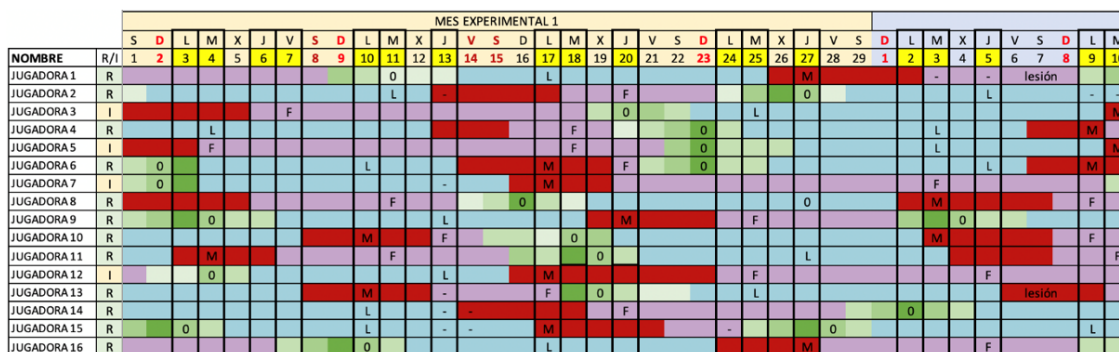 MES EXPERIMENTAL 1
S D L M X J V S D L M X J V S D L M X J V S D L M X J V S D L M X J V S D L M
NOMBRE R/I 1 2 3 4 5 6 7 8 9 10 11 12 13 14 15 16 17 18 19 20 21 22 23 24 25 26 27 28 29 1 2 3 4 5 6 7 8 9 10
JUGADORA 1 R 0 L M - - lesión
JUGADORA 2 R L - F 0 L - -
JUGADORA 3 I F 0 L M
JUGADORA 4 R L F 0 L M
JUGADORA 5 I F F 0 L M
JUGADORA 6 R 0 L M F 0 L M
JUGADORA 7 I 0 - M F
JUGADORA 8 R F 0 0 M F
JUGADORA 9 R 0 L M F 0
JUGADORA 10 R M F 0 M F
JUGADORA 11 R M F 0 L F
JUGADORA 12 I 0 L M F F
JUGADORA 13 R M - F 0 L lesión
JUGADORA 14 R L - - F 0
JUGADORA 15 R 0 L - - M - 0 L
JUGADORA 16 R 0 L M F